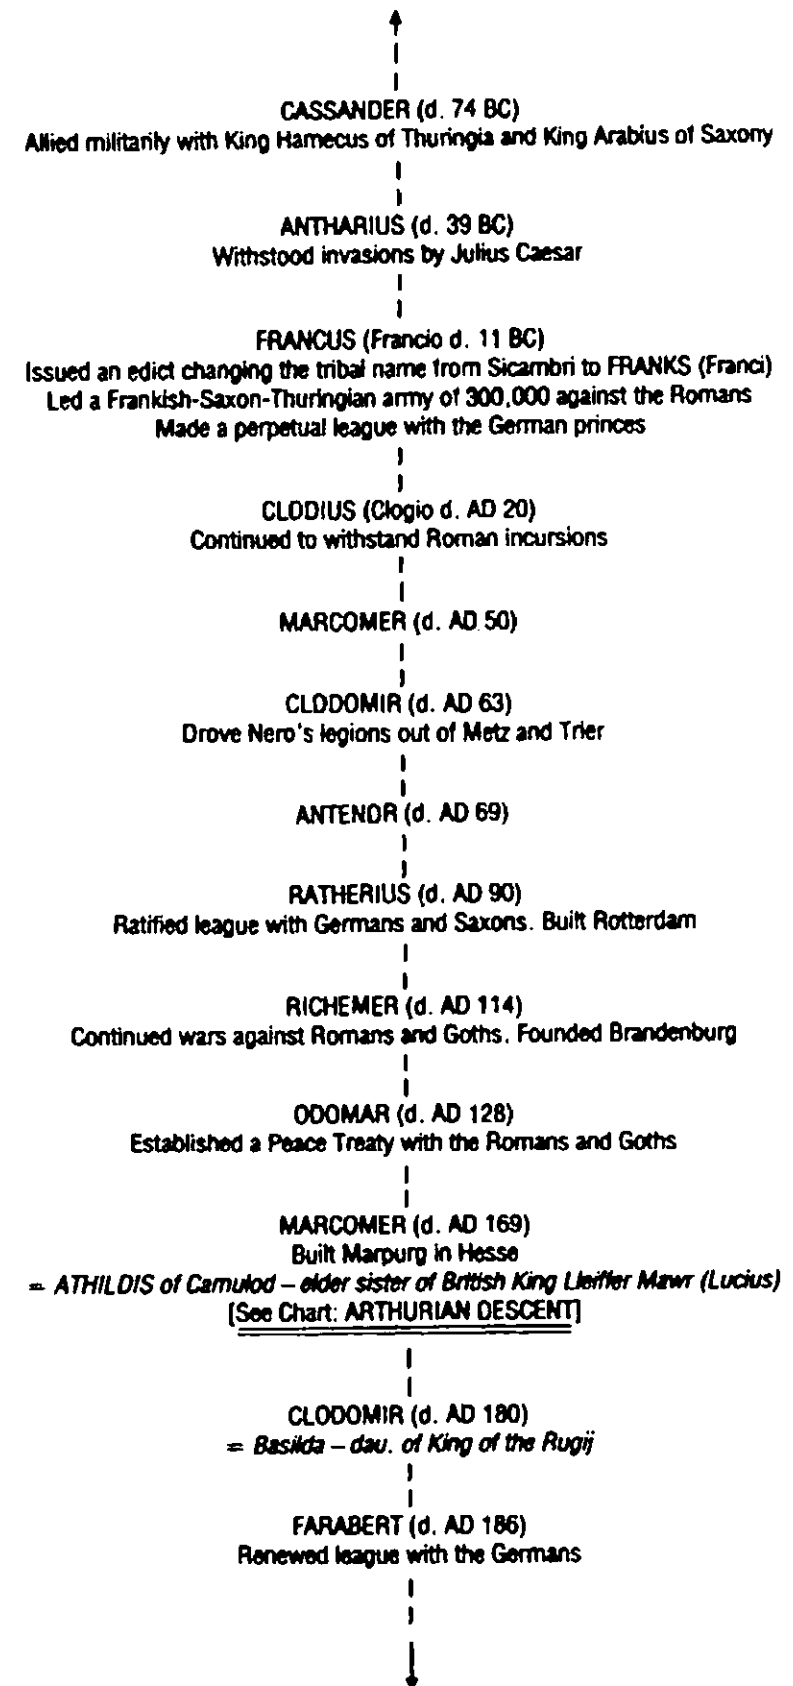 CASSANDER (d. 74 BC)
Allied militarily with King Hamecus of Thuringia and King Arabius of Saxony
ANTHARIUS (d. 39 BC)
Withstood invasions by Julius Caesar
FRANCUS (Francio d. 11 BC)
Issued an edict changing the tribal name from Sicambri to FRANKS (Franci)
Led a Frankish-Saxon-Thuringian army of 300,000 against the Romans
Made a perpetual league with the German princes
CLODIUS (Clogio d. AD 20)
Continued to withstand Roman incursions
MARCOMER (d. AD 50)
CLODOMIR (d. AD 63)
Drove Nero's legions out of Metz and Trier
ANTENOR (d. AD 69)
RATHERIUS (d. AD 90)
Ratified league with Germans and Saxons. Built Rotterdam
RICHEMER (d. AD 114)
Continued wars against Romans and Goths. Founded Brandenburg
ODOMAR (d. AD 128)
Established a Peace Treaty with the Romans and Goths
MARCOMER (d. AD 169)
Built Marpurg in Hesse
= ATHILDIS of Camulod – elder sister of British King Lleiffer Mawr (Lucius)
[See Chart: ARTHURIAN DESCENT]
CLODOMIR (d. AD 180)
= Basilda – dau. of King of the Rugij
FARABERT (d. AD 186)
Renewed league with the Germans